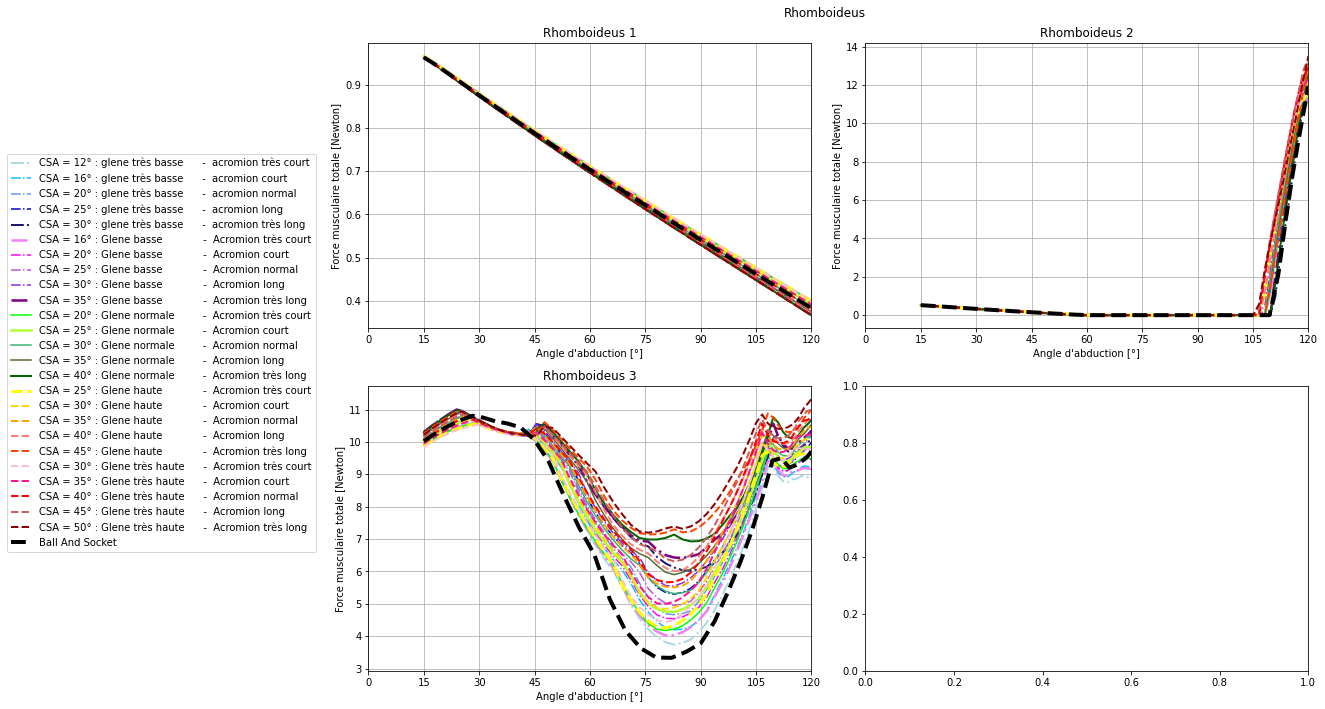 Rhomboideus
CSA = 12° : glene très basse - acromion très court
CSA = 16° : glene très basse - acromion court
CSA = 20° : glene très basse - acromion normal
CSA = 25° : glene très basse - acromion long
CSA = 30° : glene très basse - acromion très long
CSA = 16° : Glene basse - Acromion très court
CSA = 20° : Glene basse - Acromion court
CSA = 25° : Glene basse - Acromion normal
CSA = 30° : Glene basse - Acromion long
CSA = 35° : Glene basse - Acromion très long
CSA = 20° : Glene normale - Acromion très court
CSA = 25° : Glene normale - Acromion court
CSA = 30° : Glene normale - Acromion normal
CSA = 35° : Glene normale - Acromion long
CSA = 40° : Glene normale - Acromion très long
CSA = 25° : Glene haute - Acromion très court
CSA = 30° : Glene haute - Acromion court
CSA = 35° : Glene haute - Acromion normal
CSA = 40° : Glene haute - Acromion long
CSA = 45° : Glene haute - Acromion très long
CSA = 30° : Glene très haute - Acromion très court
CSA = 35° : Glene très haute - Acromion court
CSA = 40° : Glene très haute - Acromion normal
CSA = 45° : Glene très haute - Acromion long
CSA = 50° : Glene très haute - Acromion très long
Ball And Socket
Rhomboideus 1
Force musculaire totale [Newton]
0.9
0.8
0.7
0.6
0.5
0.4
0 15 30 45 60 75 90 105 120
Angle d'abduction [°]
Rhomboideus 2
Force musculaire totale [Newton]
14
12
10
8
6
4
2
0
0 15 30 45 60 75 90 105 120
Angle d'abduction [°]
Rhomboideus 3
Force musculaire totale [Newton]
11
10
9
8
7
6
5
4
3
0 15 30 45 60 75 90 105 120
Angle d'abduction [°]
1.0
0.8
0.6
0.4
0.2
0.0
0.0 0.2 0.4 0.6 0.8 1.0